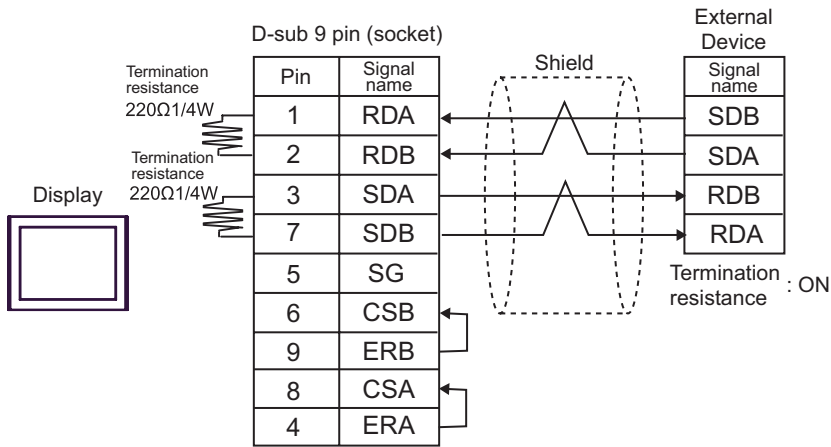 D-sub 9 pin (socket)
External
Device
Shield
Termination
resistance
220Ω1/4W
Termination
resistance
220Ω1/4W
Display
Pin Signal name
1 RDA
2 RDB
3 SDA
7 SDB
5 SG
6 CSB
9 ERB
8 CSA
4 ERA
Signal
name
SDB
SDA
RDB
RDA
Termination
resistance : ON